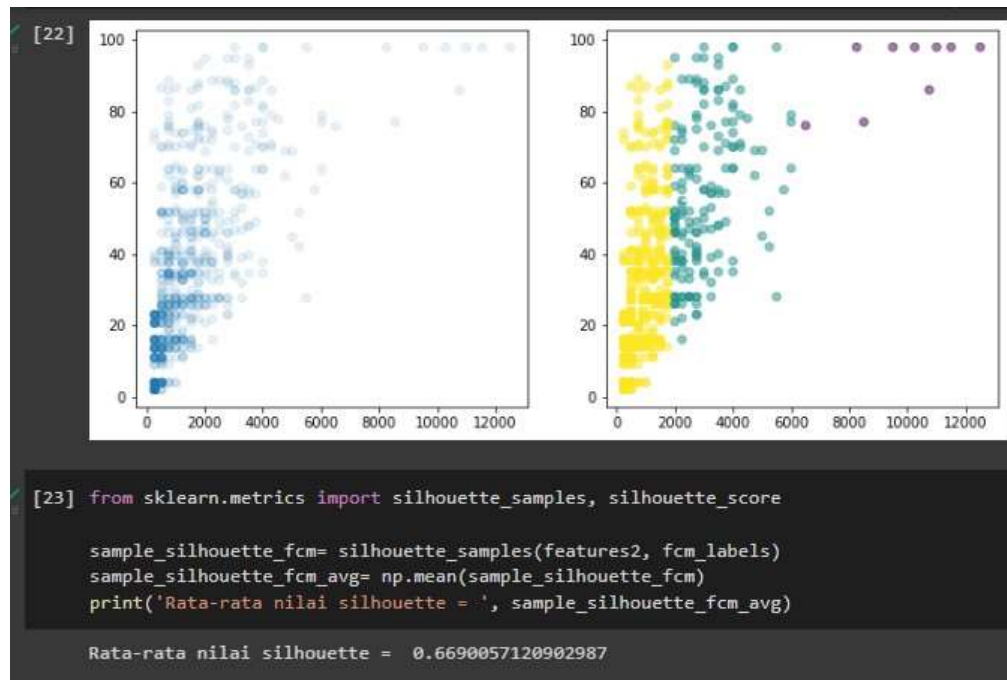 [22]
100
80
60
40
20
0
0 2000 4000 6000 8000 10000 12000
100
80
60
40
20
0
0 2000 4000 6000 8000 10000 12000
[23] from sklearn.metrics import silhouette_samples, silhouette_score
sample_silhouette_fcm= silhouette_samples(features2, fcm_labels)
sample_silhouette_fcm_avg= np.mean(sample_silhouette_fcm)
print('Rata-rata nilai silhouette = ', sample_silhouette_fcm_avg)
Rata-rata nilai silhouette =  0.6690057120902987